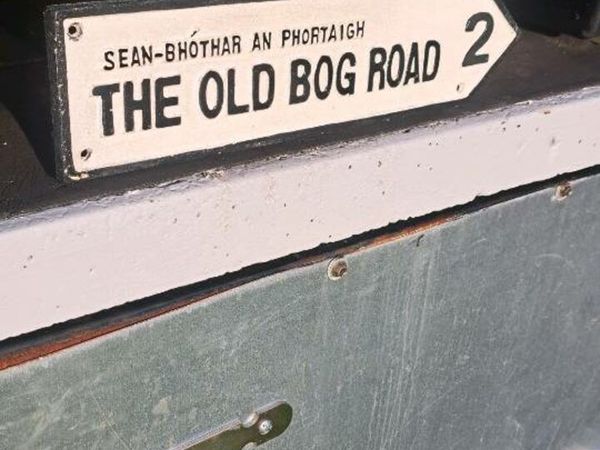 SEAN-BHÓTHAR AN PHORTAIGH
THE OLD BOG ROAD 2